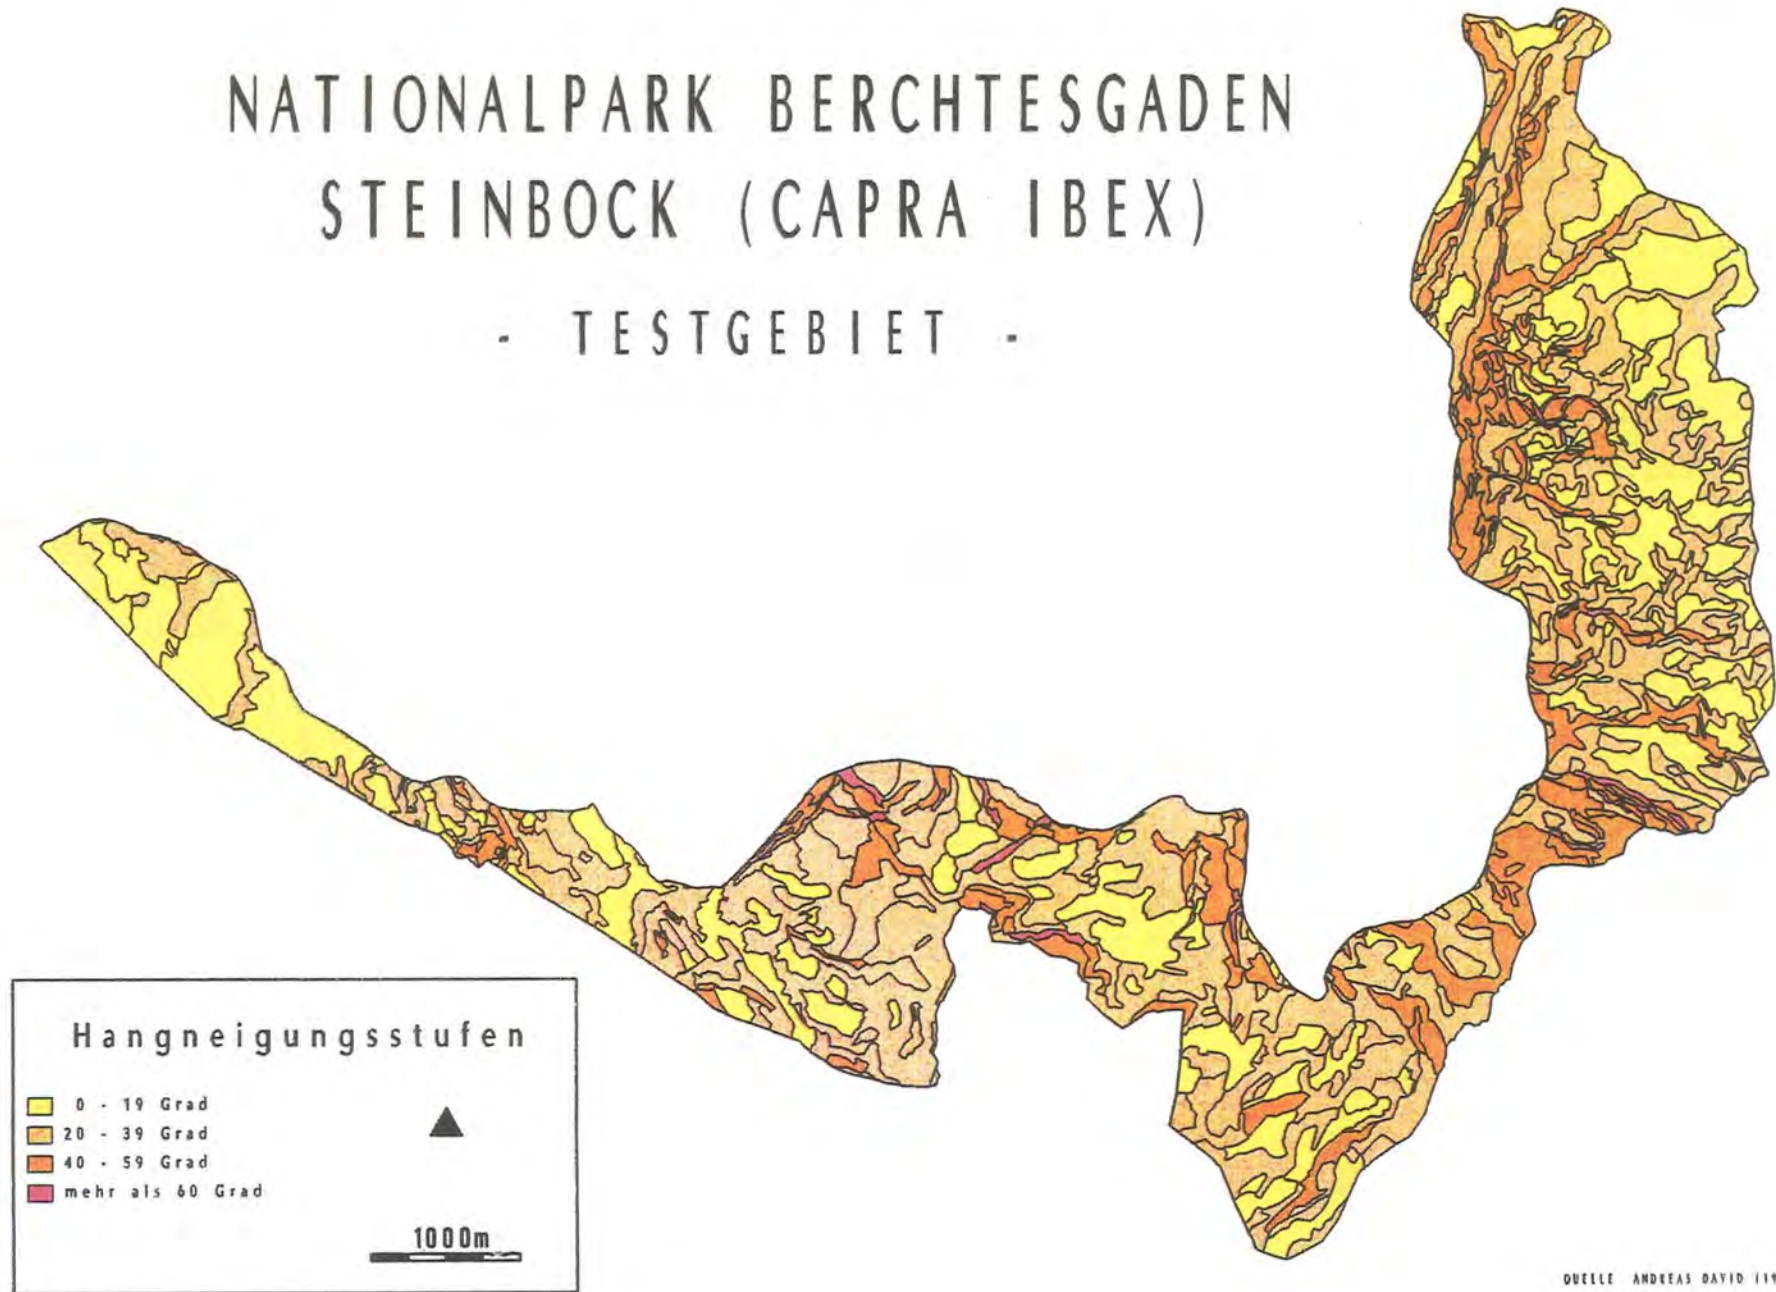 NATIONALPARK BERCHTESGADEN
STEINBOCK (CAPRA IBEX)
- TESTGEBIET -
Hangneigungsstufen
0 - 19 Grad
20 - 39 Grad
40 - 59 Grad
mehr als 60 Grad
1000m
QUELLE ANDREAS DAVID